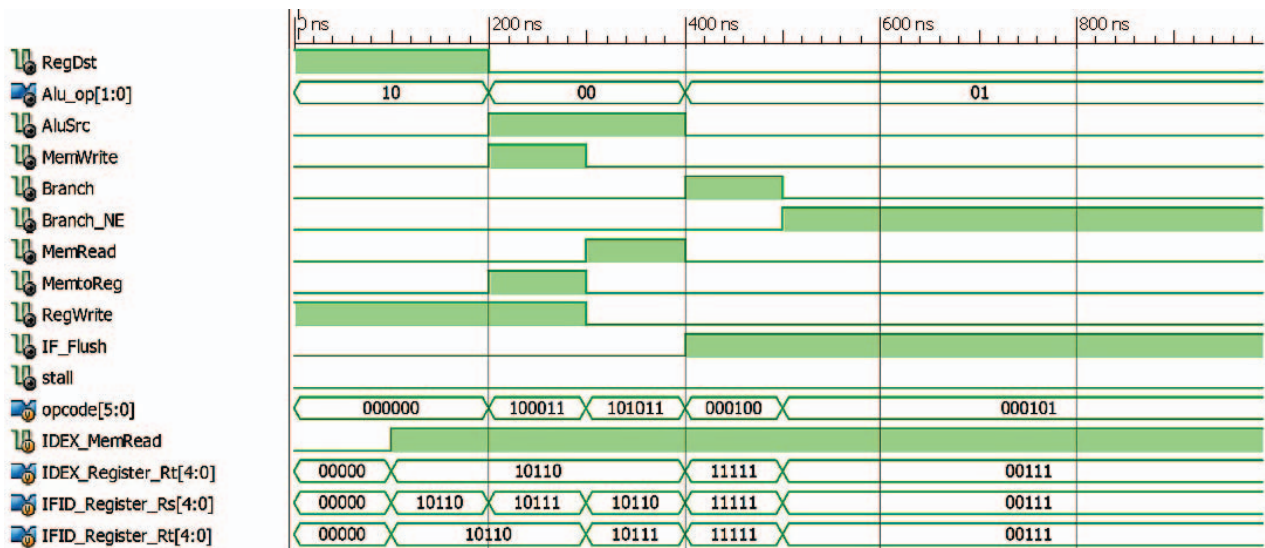 0 ns 200 ns 400 ns 600 ns 800 ns
RegDst
Alu_op[1:0] 10 00 01
AluSrc
MemWrite
Branch
Branch_NE
MemRead
MemtoReg
RegWrite
IF_Flush
stall
opcode[5:0] 000000 100011 101011 000100 000101
IDEX_MemRead
IDEX_Register_Rt[4:0] 00000 10110 11111 00111
IFID_Register_Rs[4:0] 00000 10110 10111 10110 11111 00111
IFID_Register_Rt[4:0] 00000 10110 10111 11111 00111